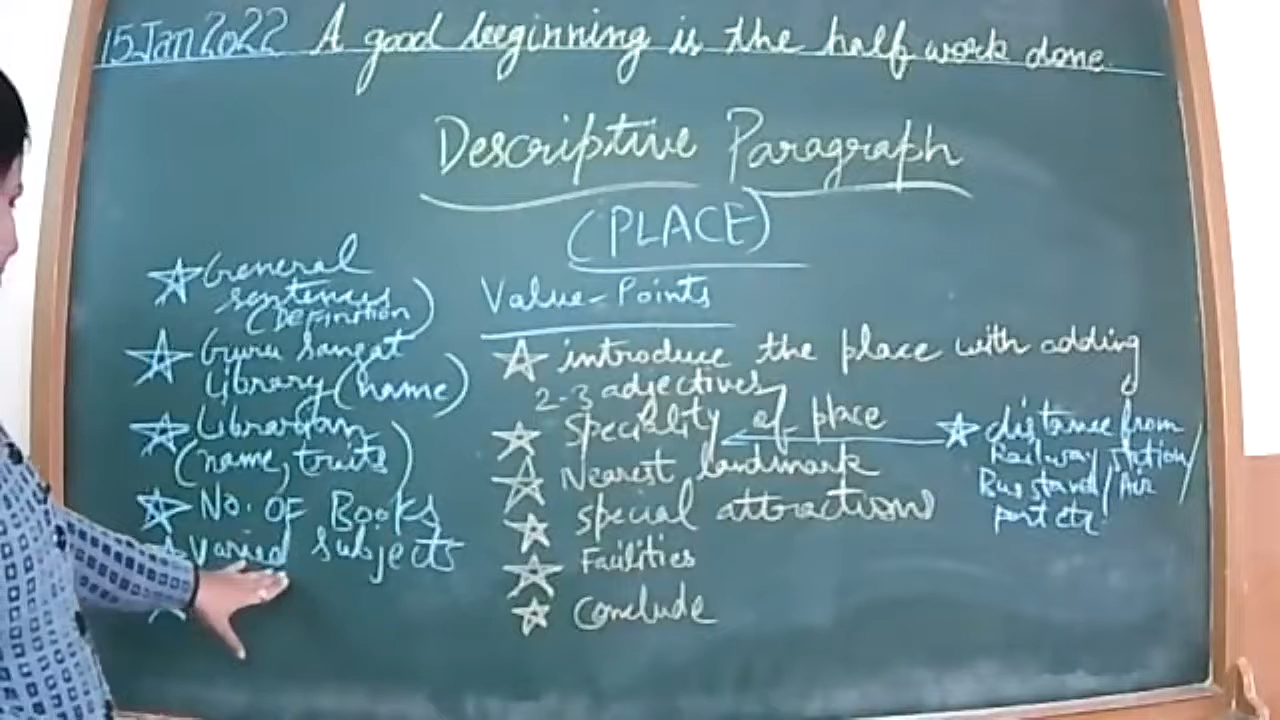 15 Jan 2022 A good beginning is the half work done.
Descriptive Paragraph
(PLACE)
General
sentences
(DEFINITION)
Guru Sangat
Library (name)
Librarian
(name, traits)
No. OF Books
Varied subjects
Value-Points
introduce the place with adding
2-3 adjectives
Speciality of place
Nearest landmark
special attractions
Facilities
Conclude
distance from
Railway station/
Bus stand/Air
port etc.